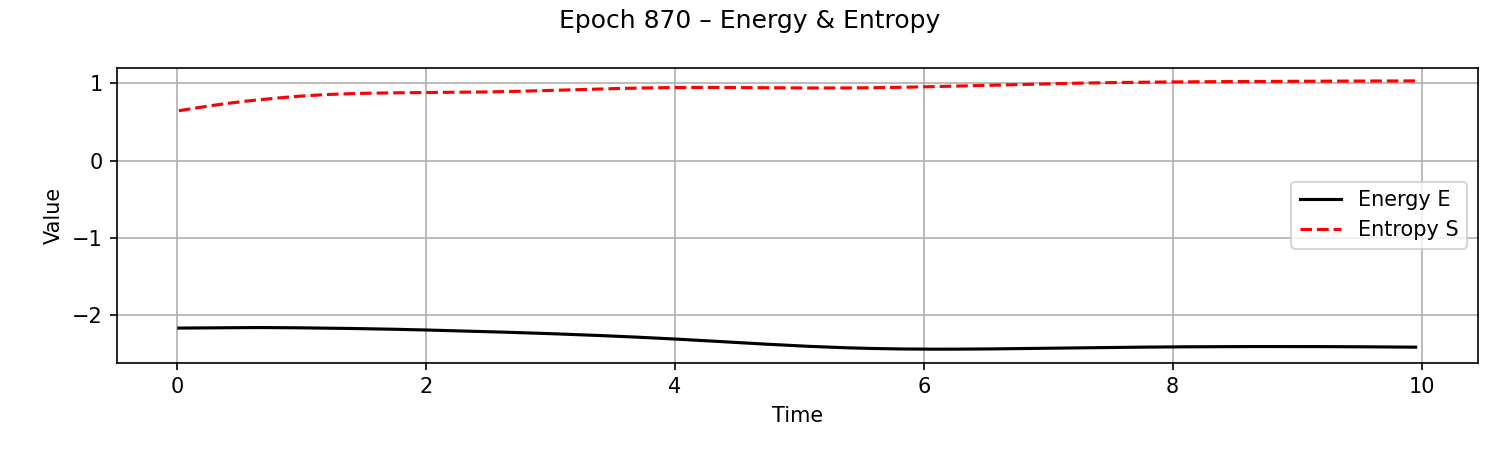 Epoch 870 – Energy & Entropy
Value
1
0
−1
−2
Energy E
Entropy S
0 2 4 6 8 10
Time